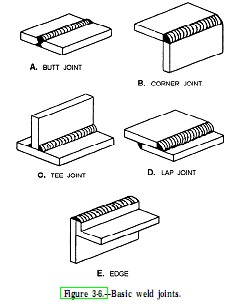 A. BUTT JOINT
B. CORNER JOINT
C. TEE JOINT
D. LAP JOINT
E. EDGE
Figure 3-6.—Basic weld joints.